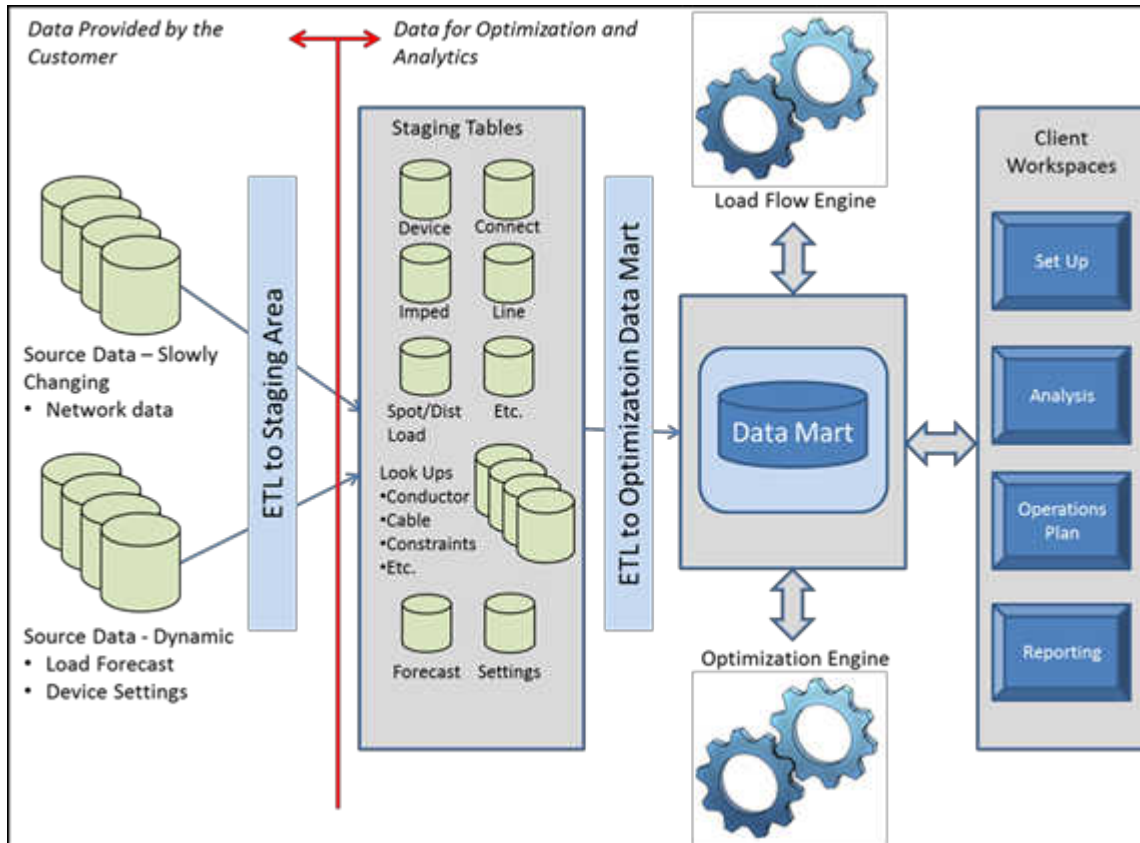 Data Provided by the
Customer
Data for Optimization and
Analytics
Source Data – Slowly
Changing
• Network data
Source Data - Dynamic
• Load Forecast
• Device Settings
ETL to Staging Area
Staging Tables
Device
Connect
Imped
Line
Spot/Dist
Load
Etc.
Look Ups
•Conductor
•Cable
•Constraints
•Etc.
Forecast
Settings
ETL to Optimizatoin Data Mart
Load Flow Engine
Data Mart
Optimization Engine
Client
Workspaces
Set Up
Analysis
Operations
Plan
Reporting